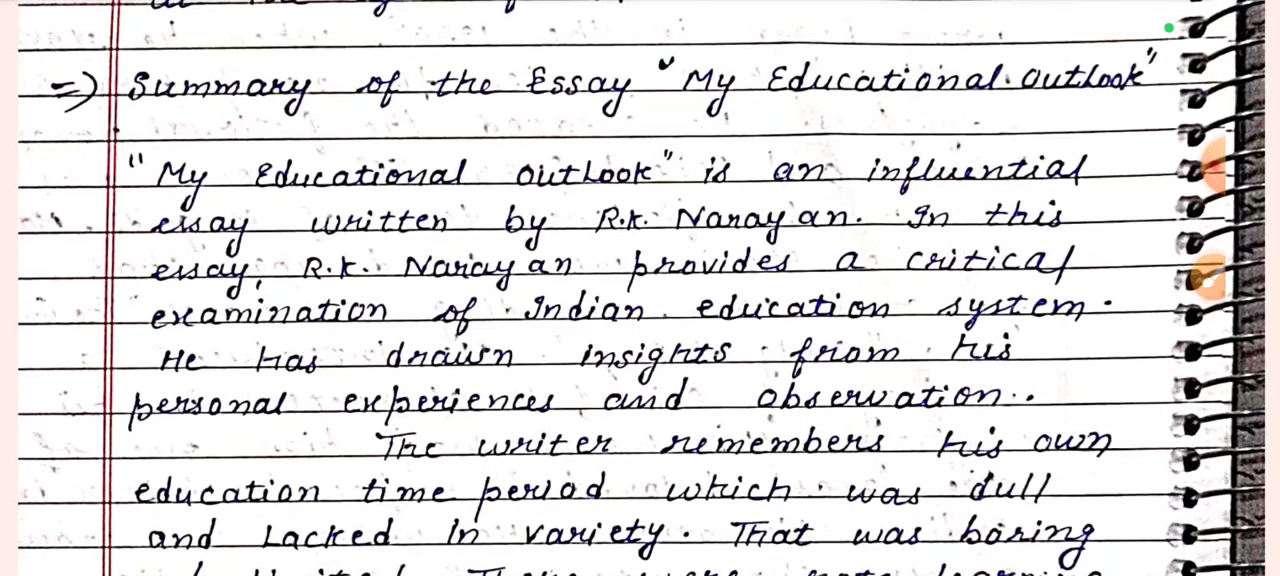 =) Summary of the Essay "My Educational Outlook"
"My Educational Outlook" is an influential
essay written by R.K. Narayan. In this
essay, R.K. Narayan provides a critical
examination of Indian education system.
He has drawn insights from his
personal experiences and observation.
The writer remembers his own
education time period which was dull
and Lacked in variety. That was boring